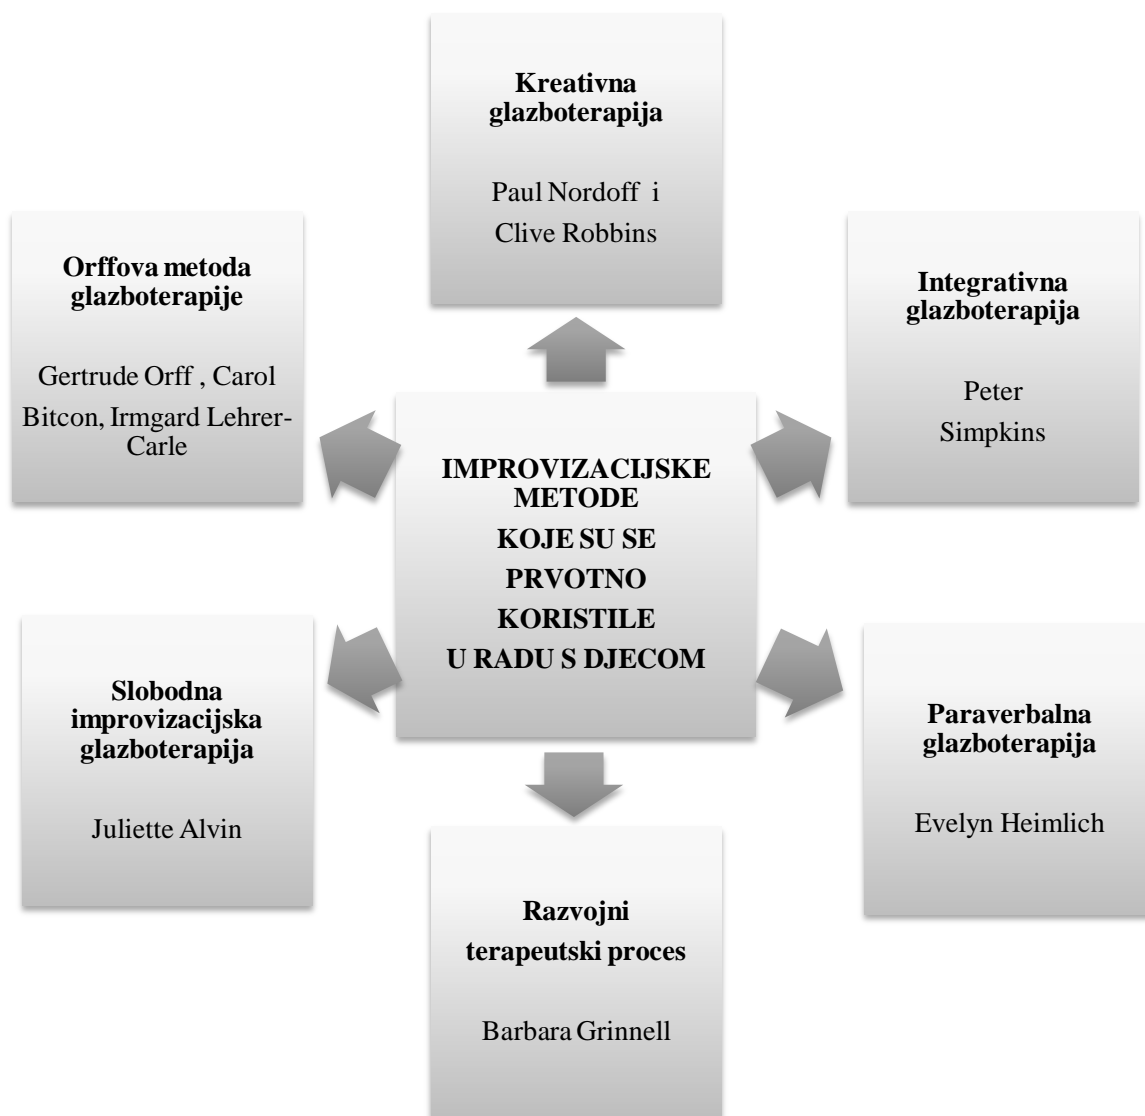 Kreativna
glazboterapija
Paul Nordoff i
Clive Robbins
Orffova metoda
glazboterapije
Gertrude Orff , Carol
Bitcon, Irmgard Lehrer-
Carle
Integrativna
glazboterapija
Peter
Simpkins
IMPROVIZACIJSKE
METODE
KOJE SU SE
PRVOTNO
KORISTILE
U RADU S DJECOM
Slobodna
improvizacijska
glazboterapija
Juliette Alvin
Paraverbalna
glazboterapija
Evelyn Heimlich
Razvojni
terapeutski proces
Barbara Grinnell